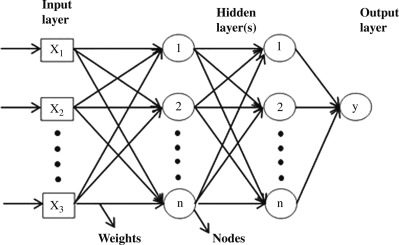 Input
layer
Hidden
layer(s)
Output
layer
X1
1
1
X2
2
2
y
X3
n
n
Weights
Nodes